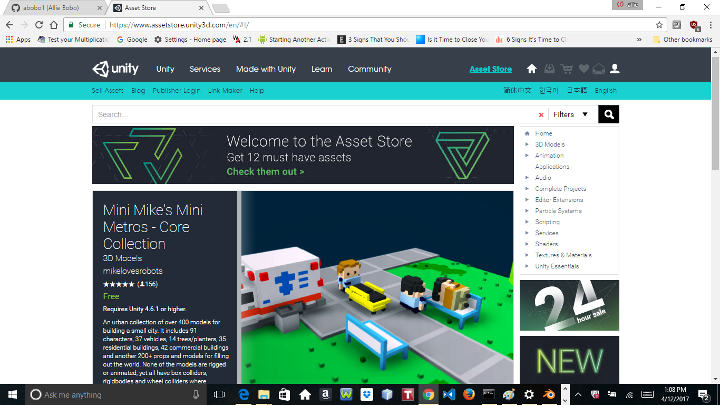 abobo1 (Allie Bobo)
Asset Store
Secure
https://www.assetstore.unity3d.com/en/#!/
Apps
Test your Multiplicatio
Google
Settings - Home page
2.1
Starting Another Acti
3 Signs That You Shou
Is it Time to Close You
6 Signs It's Time to Cl
Other bookmarks
unity
Unity
Services
Made with Unity
Learn
Community
Asset Store
Sell Assets
Blog
Publisher Login
Link Maker
Help
简体中文
한국어
日本語
English
Search...
Filters
Welcome to the Asset Store
Get 12 must have assets
Check them out >
Home
3D Models
Animation
Applications
Audio
Complete Projects
Editor Extensions
Particle Systems
Scripting
Services
Shaders
Textures & Materials
Unity Essentials
Mini Mike's Mini
Metros - Core
Collection
3D Models
mikelovesrobots
(156)
Free
Requires Unity 4.6.1 or higher.
An urban collection of over 400 models for
building a small city. It includes 91
characters, 37 vehicles, 14 trees/planters, 35
residential buildings, 42 commercial buildings
and another 200+ props and models for filling
out the world. None of the models are rigged
or animated, yet all have box colliders,
rigidbodies and wheel colliders where
24
hour sale
NEW
Ask me anything
1:08 PM
4/12/2017